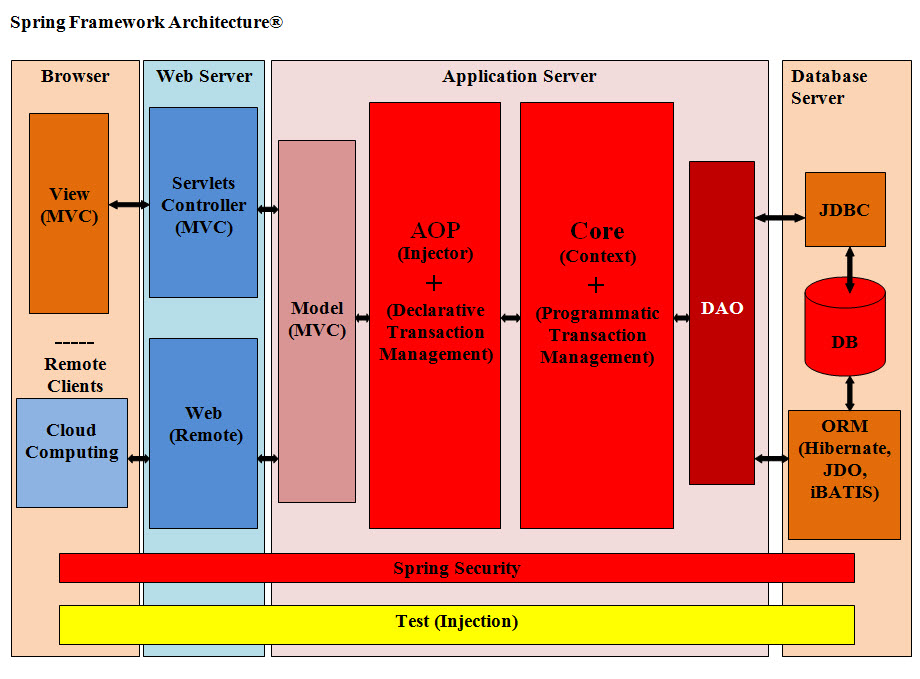 Spring Framework Architecture®
Browser
Web Server
Application Server
Database
Server
View
(MVC)
-----
Remote
Clients
Cloud
Computing
Servlets
Controller
(MVC)
Web
(Remote)
Model
(MVC)
AOP
(Injector)
+
(Declarative
Transaction
Management)
Core
(Context)
+
(Programmatic
Transaction
Management)
DAO
JDBC
DB
ORM
(Hibernate,
JDO,
iBATIS)
Spring Security
Test (Injection)